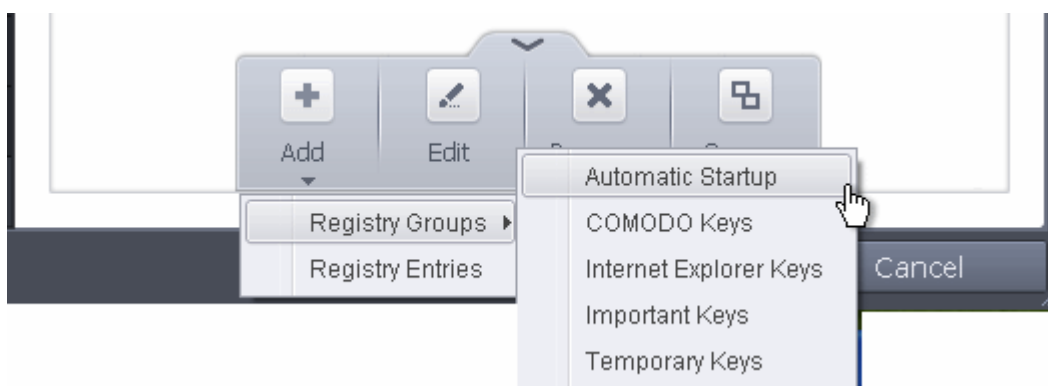 Add
Edit
Automatic Startup
Registry Groups
COMODO Keys
Registry Entries
Internet Explorer Keys
Cancel
Important Keys
Temporary Keys